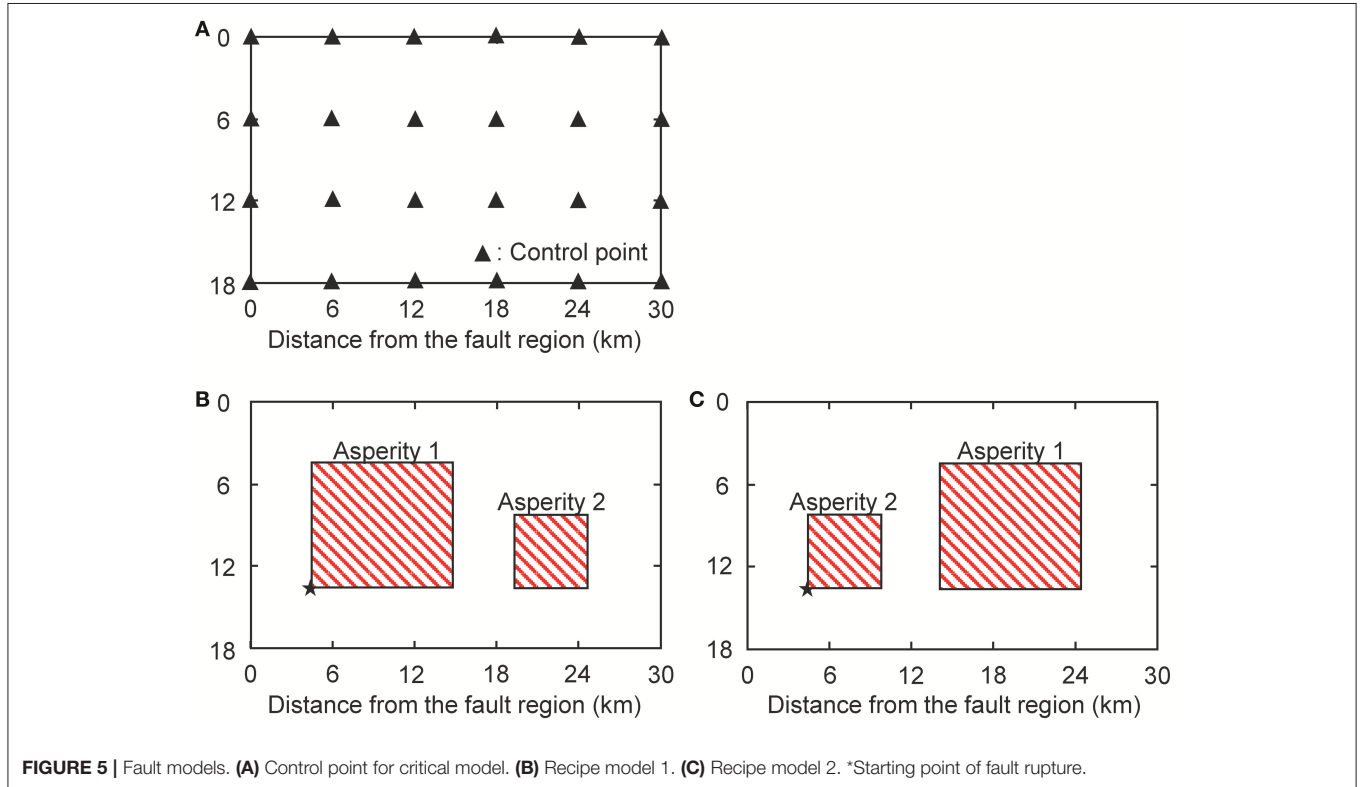 A
0
6
12
18
▲ : Control point
0 6 12 18 24 30
Distance from the fault region (km)
B
0
6
12
18
Asperity 1
Asperity 2
0 6 12 18 24 30
Distance from the fault region (km)
C
0
6
12
18
Asperity 1
Asperity 2
0 6 12 18 24 30
Distance from the fault region (km)
FIGURE 5 | Fault models. (A) Control point for critical model. (B) Recipe model 1. (C) Recipe model 2. *Starting point of fault rupture.